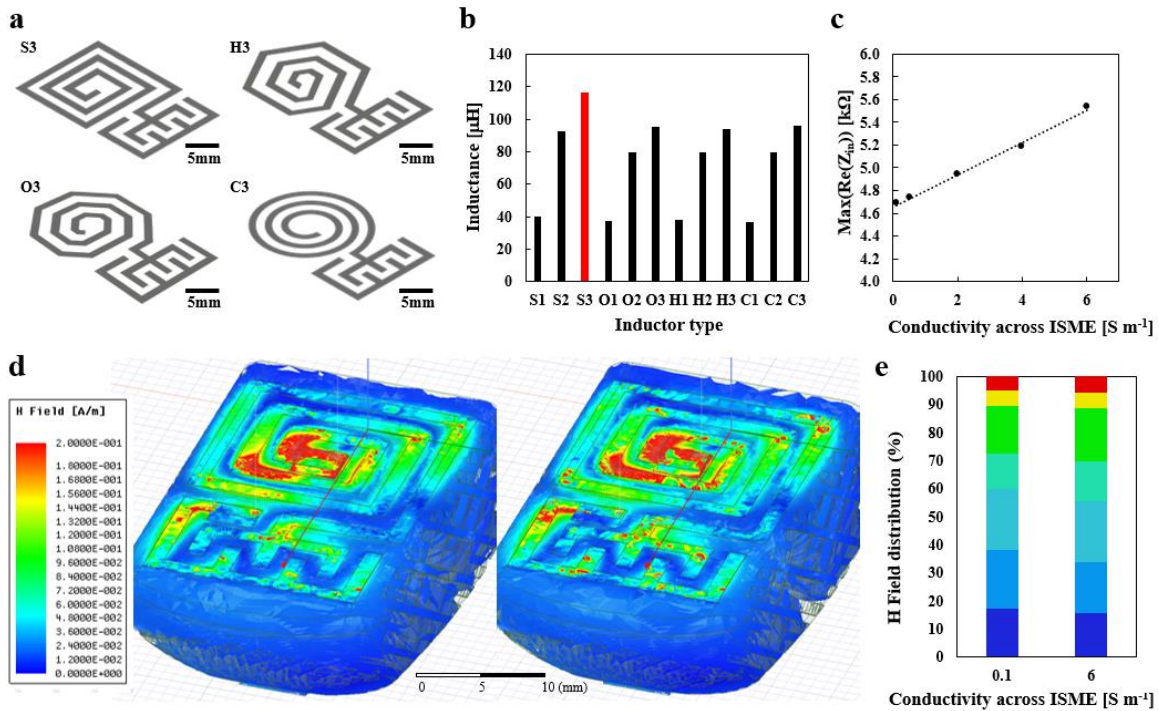 a
S3
H3
5mm
5mm
O3
C3
5mm
5mm
b
Inductance [μH]
140
120
100
80
60
40
20
0
S1 S2 S3 O1 O2 O3 H1 H2 H3 C1 C2 C3
Inductor type
c
Max(Re(Zin)) [kΩ]
6.0
5.8
5.6
5.4
5.2
5.0
4.8
4.6
4.4
4.2
4.0
0 2 4 6
Conductivity across ISME [S m-1]
d
H Field [A/m]
2.0000E-001
1.8000E-001
1.6800E-001
1.4400E-001
1.3200E-001
1.2000E-001
1.0800E-001
9.6000E-002
8.4000E-002
7.2000E-002
6.0000E-002
4.8000E-002
3.6000E-002
2.4000E-002
1.2000E-002
0.0000E+000
0 5 10 (mm)
e
H Field distribution (%)
100
90
80
70
60
50
40
30
20
10
0
0.1 6
Conductivity across ISME [S m-1]